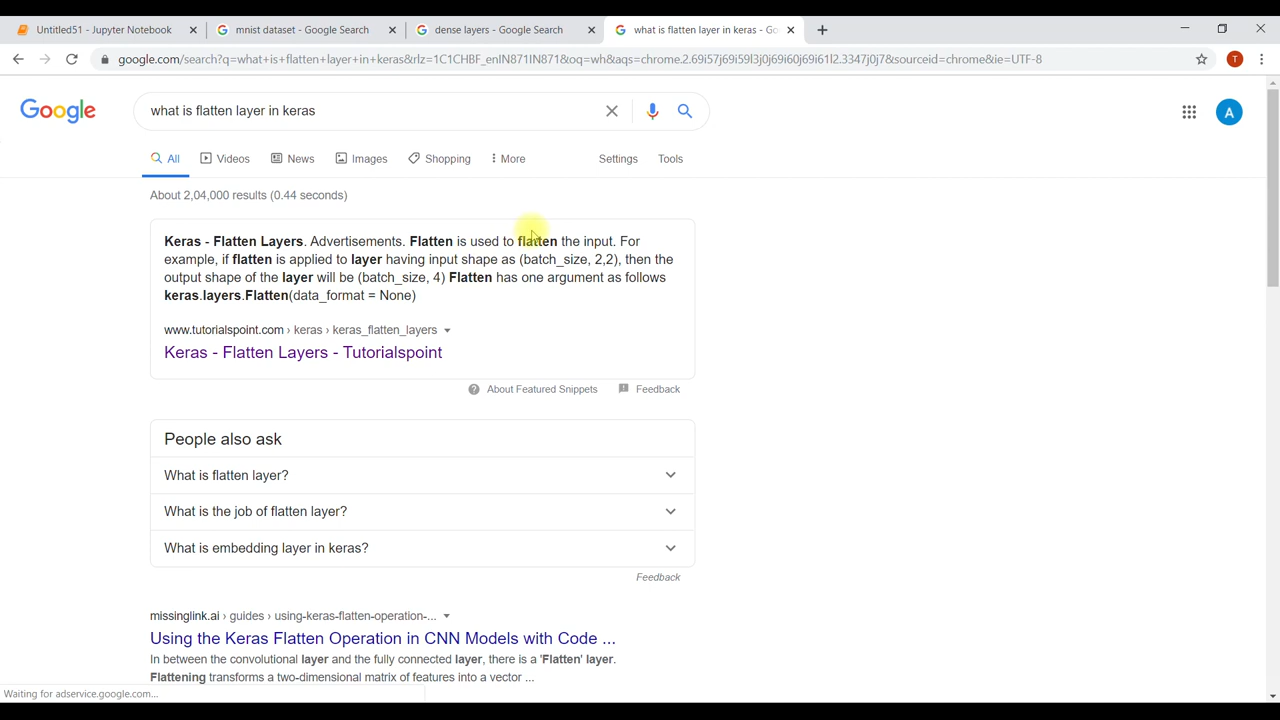 Untitled51 - Jupyter Notebook
mnist dataset - Google Search
dense layers - Google Search
what is flatten layer in keras - Go
google.com/search?q=what+is+flatten+layer+in+keras&rlz=1C1CHBF_enIN871IN871&oq=wh&aqs=chrome.2.69i57j69i59l3j0j69i60j69i61l2.3347j0j7&sourceid=chrome&ie=UTF-8
T
Google
what is flatten layer in keras
A
All
Videos
News
Images
Shopping
More
Settings
Tools
About 2,04,000 results (0.44 seconds)
Keras - Flatten Layers. Advertisements. Flatten is used to flatten the input. For
example, if flatten is applied to layer having input shape as (batch_size, 2,2), then the
output shape of the layer will be (batch_size, 4) Flatten has one argument as follows
keras.layers.Flatten(data_format = None)
www.tutorialspoint.com › keras › keras_flatten_layers
Keras - Flatten Layers - Tutorialspoint
About Featured Snippets
Feedback
People also ask
What is flatten layer?
What is the job of flatten layer?
What is embedding layer in keras?
Feedback
missinglink.ai › guides › using-keras-flatten-operation-...
Using the Keras Flatten Operation in CNN Models with Code ...
In between the convolutional layer and the fully connected layer, there is a 'Flatten' layer.
Flattening transforms a two-dimensional matrix of features into a vector ...
Waiting for adservice.google.com...